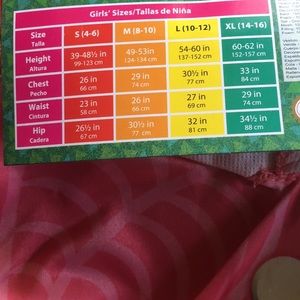 Girls' Sizes/Tallas de Niña
Size S (4-6) M (8-10) L (10-12) XL (14-16)
Talla
Height 39-48½ in 49-53in 54-60 in 60-62 in
Altura 99-123 cm 124-134 cm 137-152 cm 152-157 cm
Chest 26 in 29 in 30½ in 33 in
Pecho 66 cm 74 cm 77 cm 84 cm
Waist 23 in 26 in 27 in 29 in
Cintura 58 cm 66 cm 69 cm 74 cm
Hip 26½ in 30½ in 32 in 34½ in
Cadera 67 cm 77 cm 81 cm 88 cm